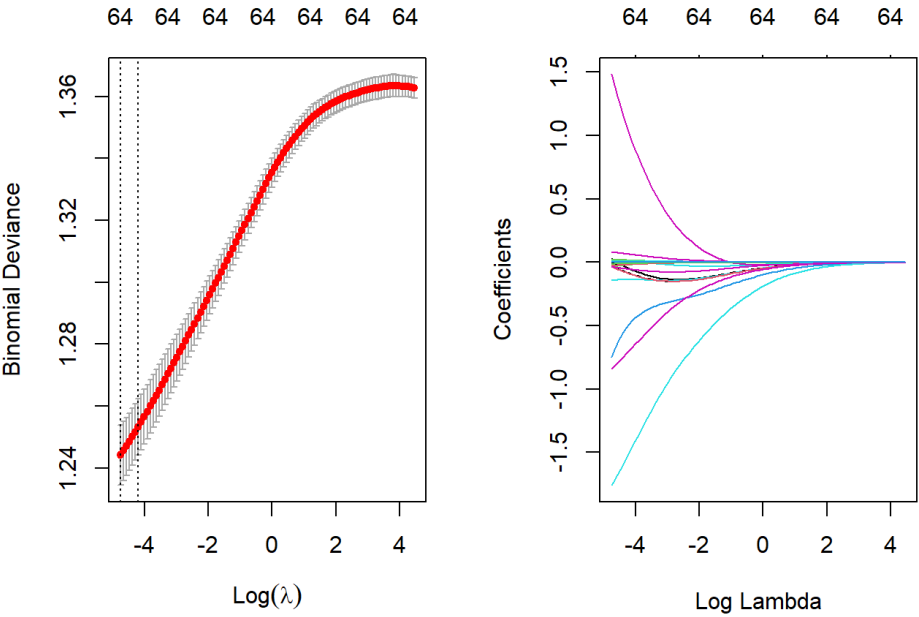 64 64 64 64 64 64 64
Binomial Deviance
1.36
1.32
1.28
1.24
-4 -2 0 2 4
Log(λ)
64 64 64 64 64
Coefficients
1.5
1.0
0.5
0.0
-0.5
-1.0
-1.5
-4 -2 0 2 4
Log Lambda